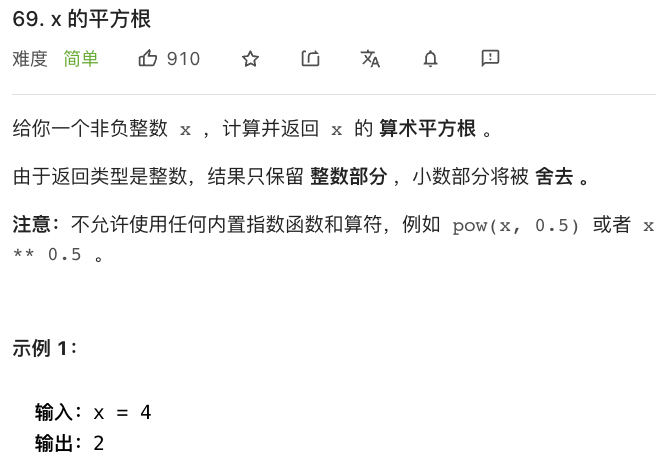 69. x 的平方根
难度 简单 910
给你一个非负整数 x ，计算并返回 x 的 算术平方根 。
由于返回类型是整数，结果只保留 整数部分 ，小数部分将被 舍去 。
注意：不允许使用任何内置指数函数和算符，例如 pow(x, 0.5) 或者 x
** 0.5 。
示例 1：
输入：x = 4
输出：2